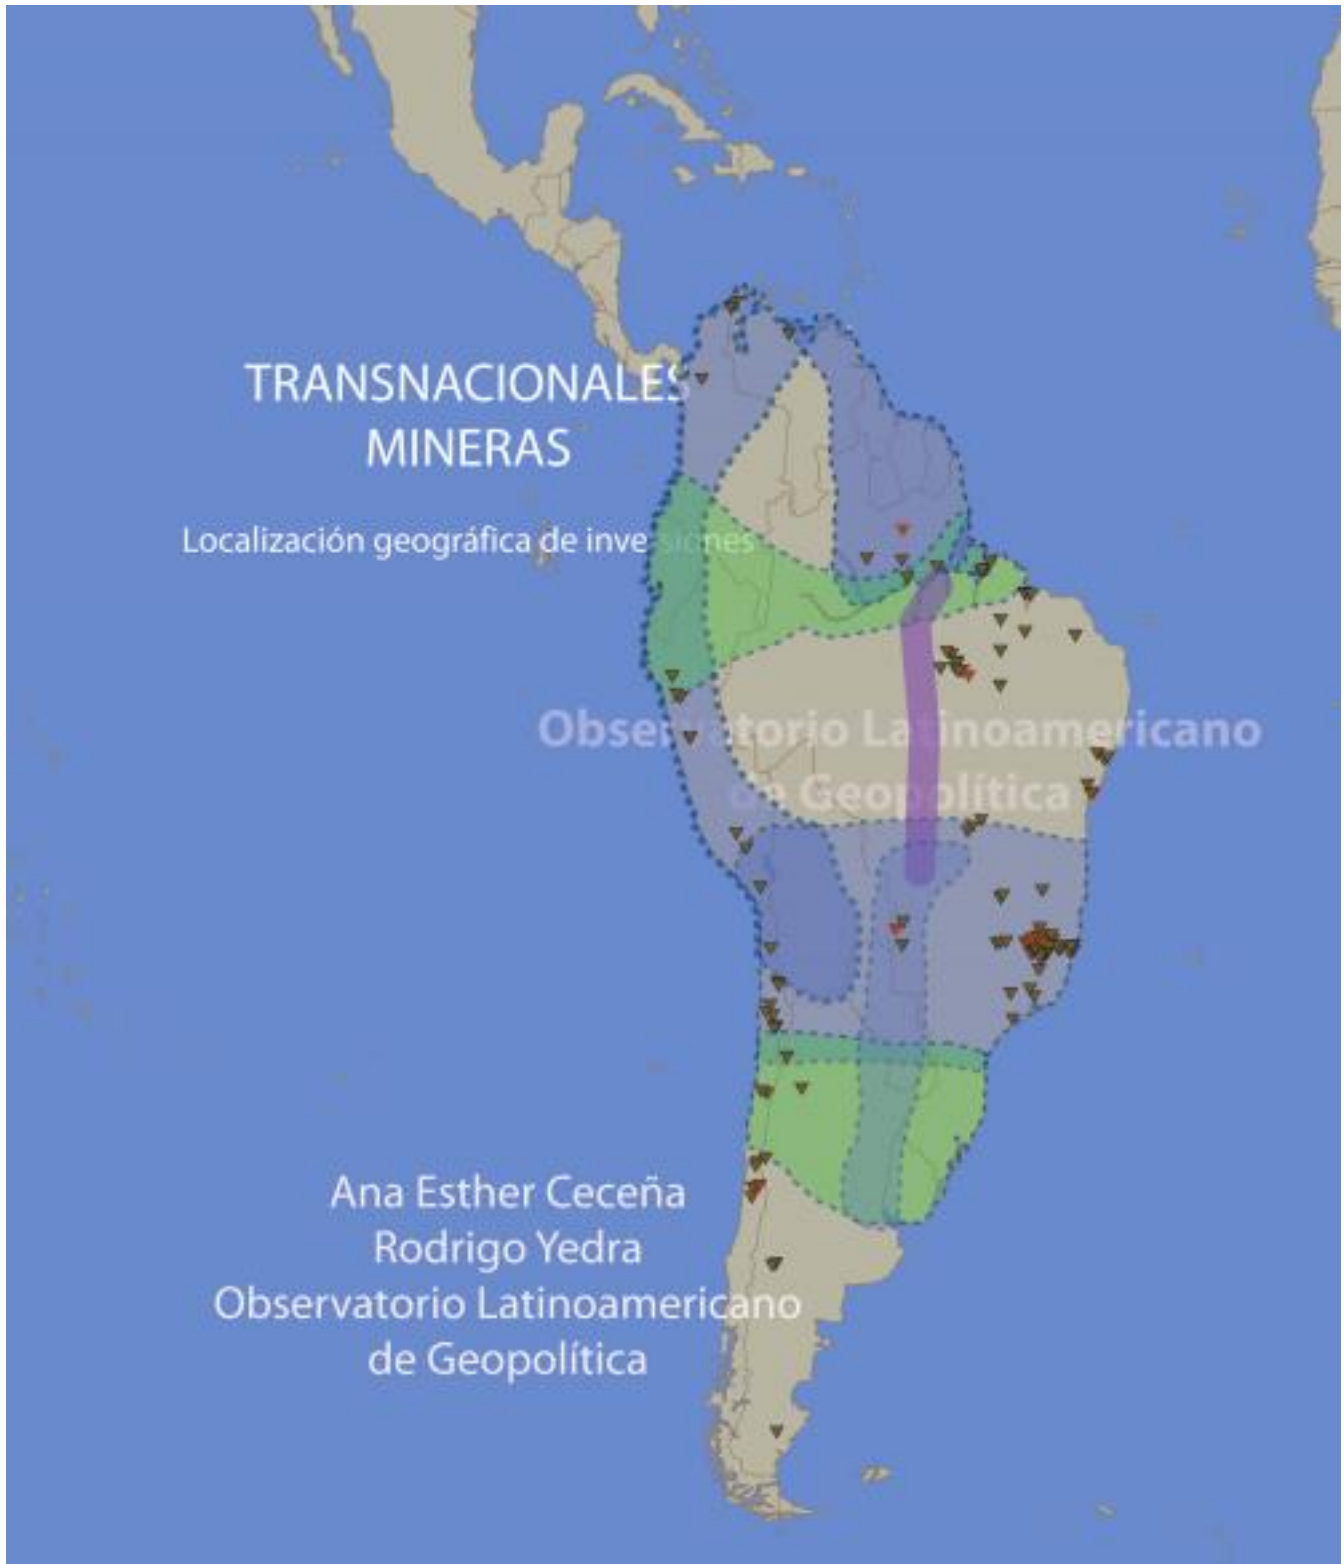 TRANSNACIONALES
MINERAS
Localización geográfica de inversiones
Observatorio Latinoamericano
de Geopolítica
Ana Esther Ceceña
Rodrigo Yedra
Observatorio Latinoamericano
de Geopolítica